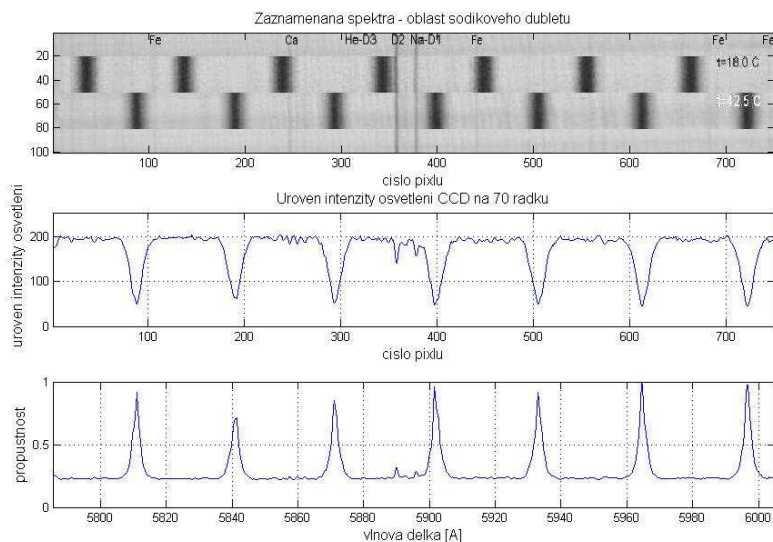 Zaznamenana spektra - oblast sodikoveho dubletu
Fe Ca He-D3 D2 Na-D1 Fe Fe Fe
t=18.0 C
t=42.5 C
20
40
60
80
100
100 200 300 400 500 600 700
cislo pixlu
Uroven intenzity osvetleni CCD na 70 radku
uroven intenzity osvetleni
200
100
0
100 200 300 400 500 600 700
cislo pixlu
propustnost
1
0.5
0
5800 5820 5840 5860 5880 5900 5920 5940 5960 5980 6000
vlnova delka [A]